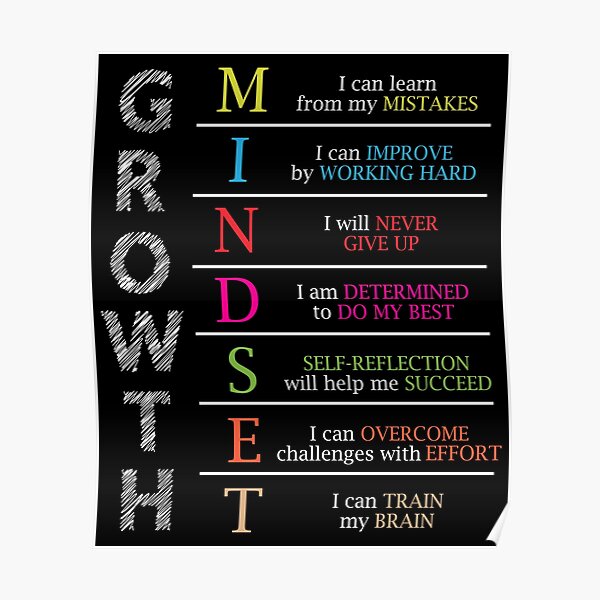 GROWTH
M
I can learn
from my MISTAKES
I
I can IMPROVE
by WORKING HARD
N
I will NEVER
GIVE UP
D
I am DETERMINED
to DO MY BEST
S
SELF-REFLECTION
will help me SUCCEED
E
I can OVERCOME
challenges with EFFORT
T
I can TRAIN
my BRAIN